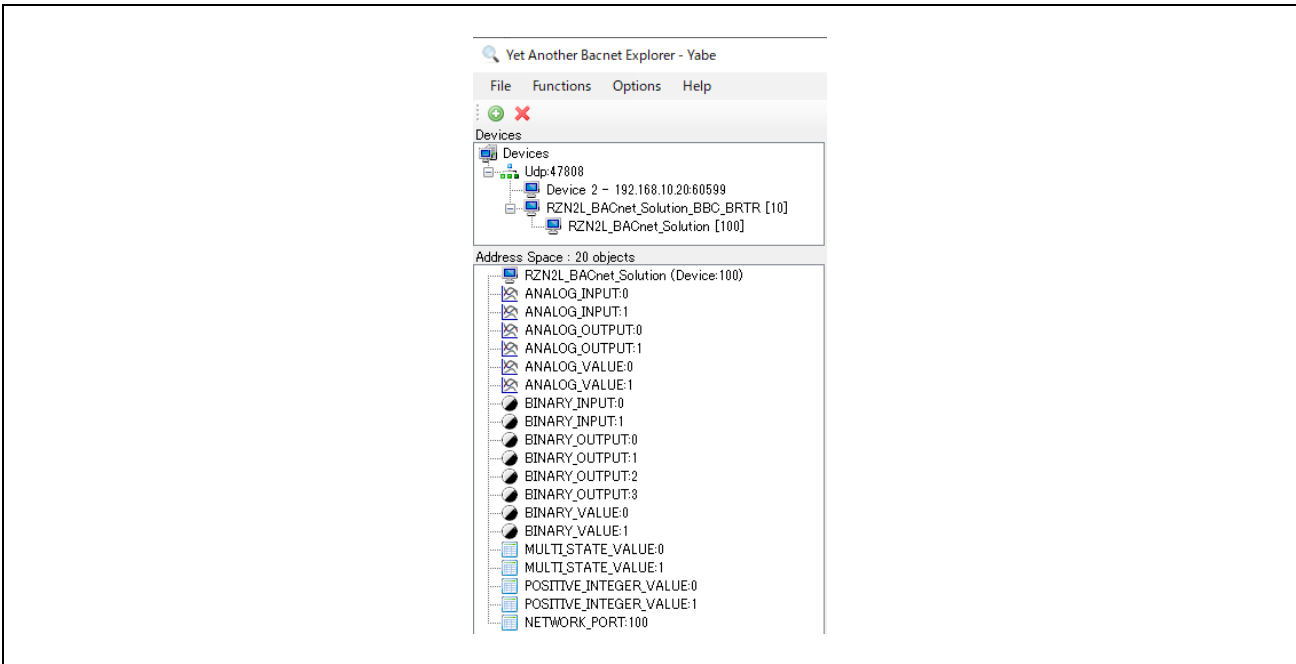 Yet Another Bacnet Explorer - Yabe
File Functions Options Help
Devices
Devices
Udp:47808
Device 2 - 192.168.10.20:60599
RZN2L_BACnet_Solution_BBC_BRTR [10]
RZN2L_BACnet_Solution [100]
Address Space : 20 objects
RZN2L_BACnet_Solution (Device:100)
ANALOG_INPUT:0
ANALOG_INPUT:1
ANALOG_OUTPUT:0
ANALOG_OUTPUT:1
ANALOG_VALUE:0
ANALOG_VALUE:1
BINARY_INPUT:0
BINARY_INPUT:1
BINARY_OUTPUT:0
BINARY_OUTPUT:1
BINARY_OUTPUT:2
BINARY_OUTPUT:3
BINARY_VALUE:0
BINARY_VALUE:1
MULTI_STATE_VALUE:0
MULTI_STATE_VALUE:1
POSITIVE_INTEGER_VALUE:0
POSITIVE_INTEGER_VALUE:1
NETWORK_PORT:100